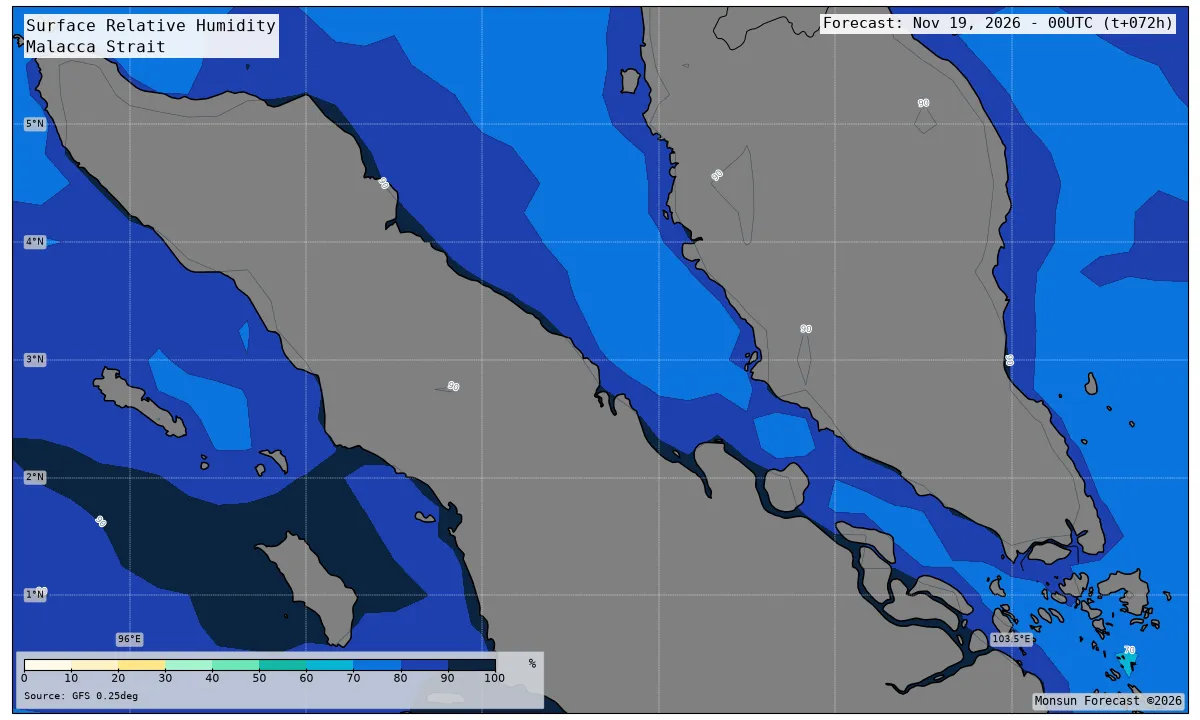 Surface Relative Humidity
Malacca Strait
Forecast: Nov 19, 2026 - 00UTC (t+072h)
90
5°N
90
90
4°N
90
3°N
90
90
2°N
90
1°N
96°E
103.5°E
70
%
0 10 20 30 40 50 60 70 80 90 100
Source: GFS 0.25deg
Monsun Forecast ©2026